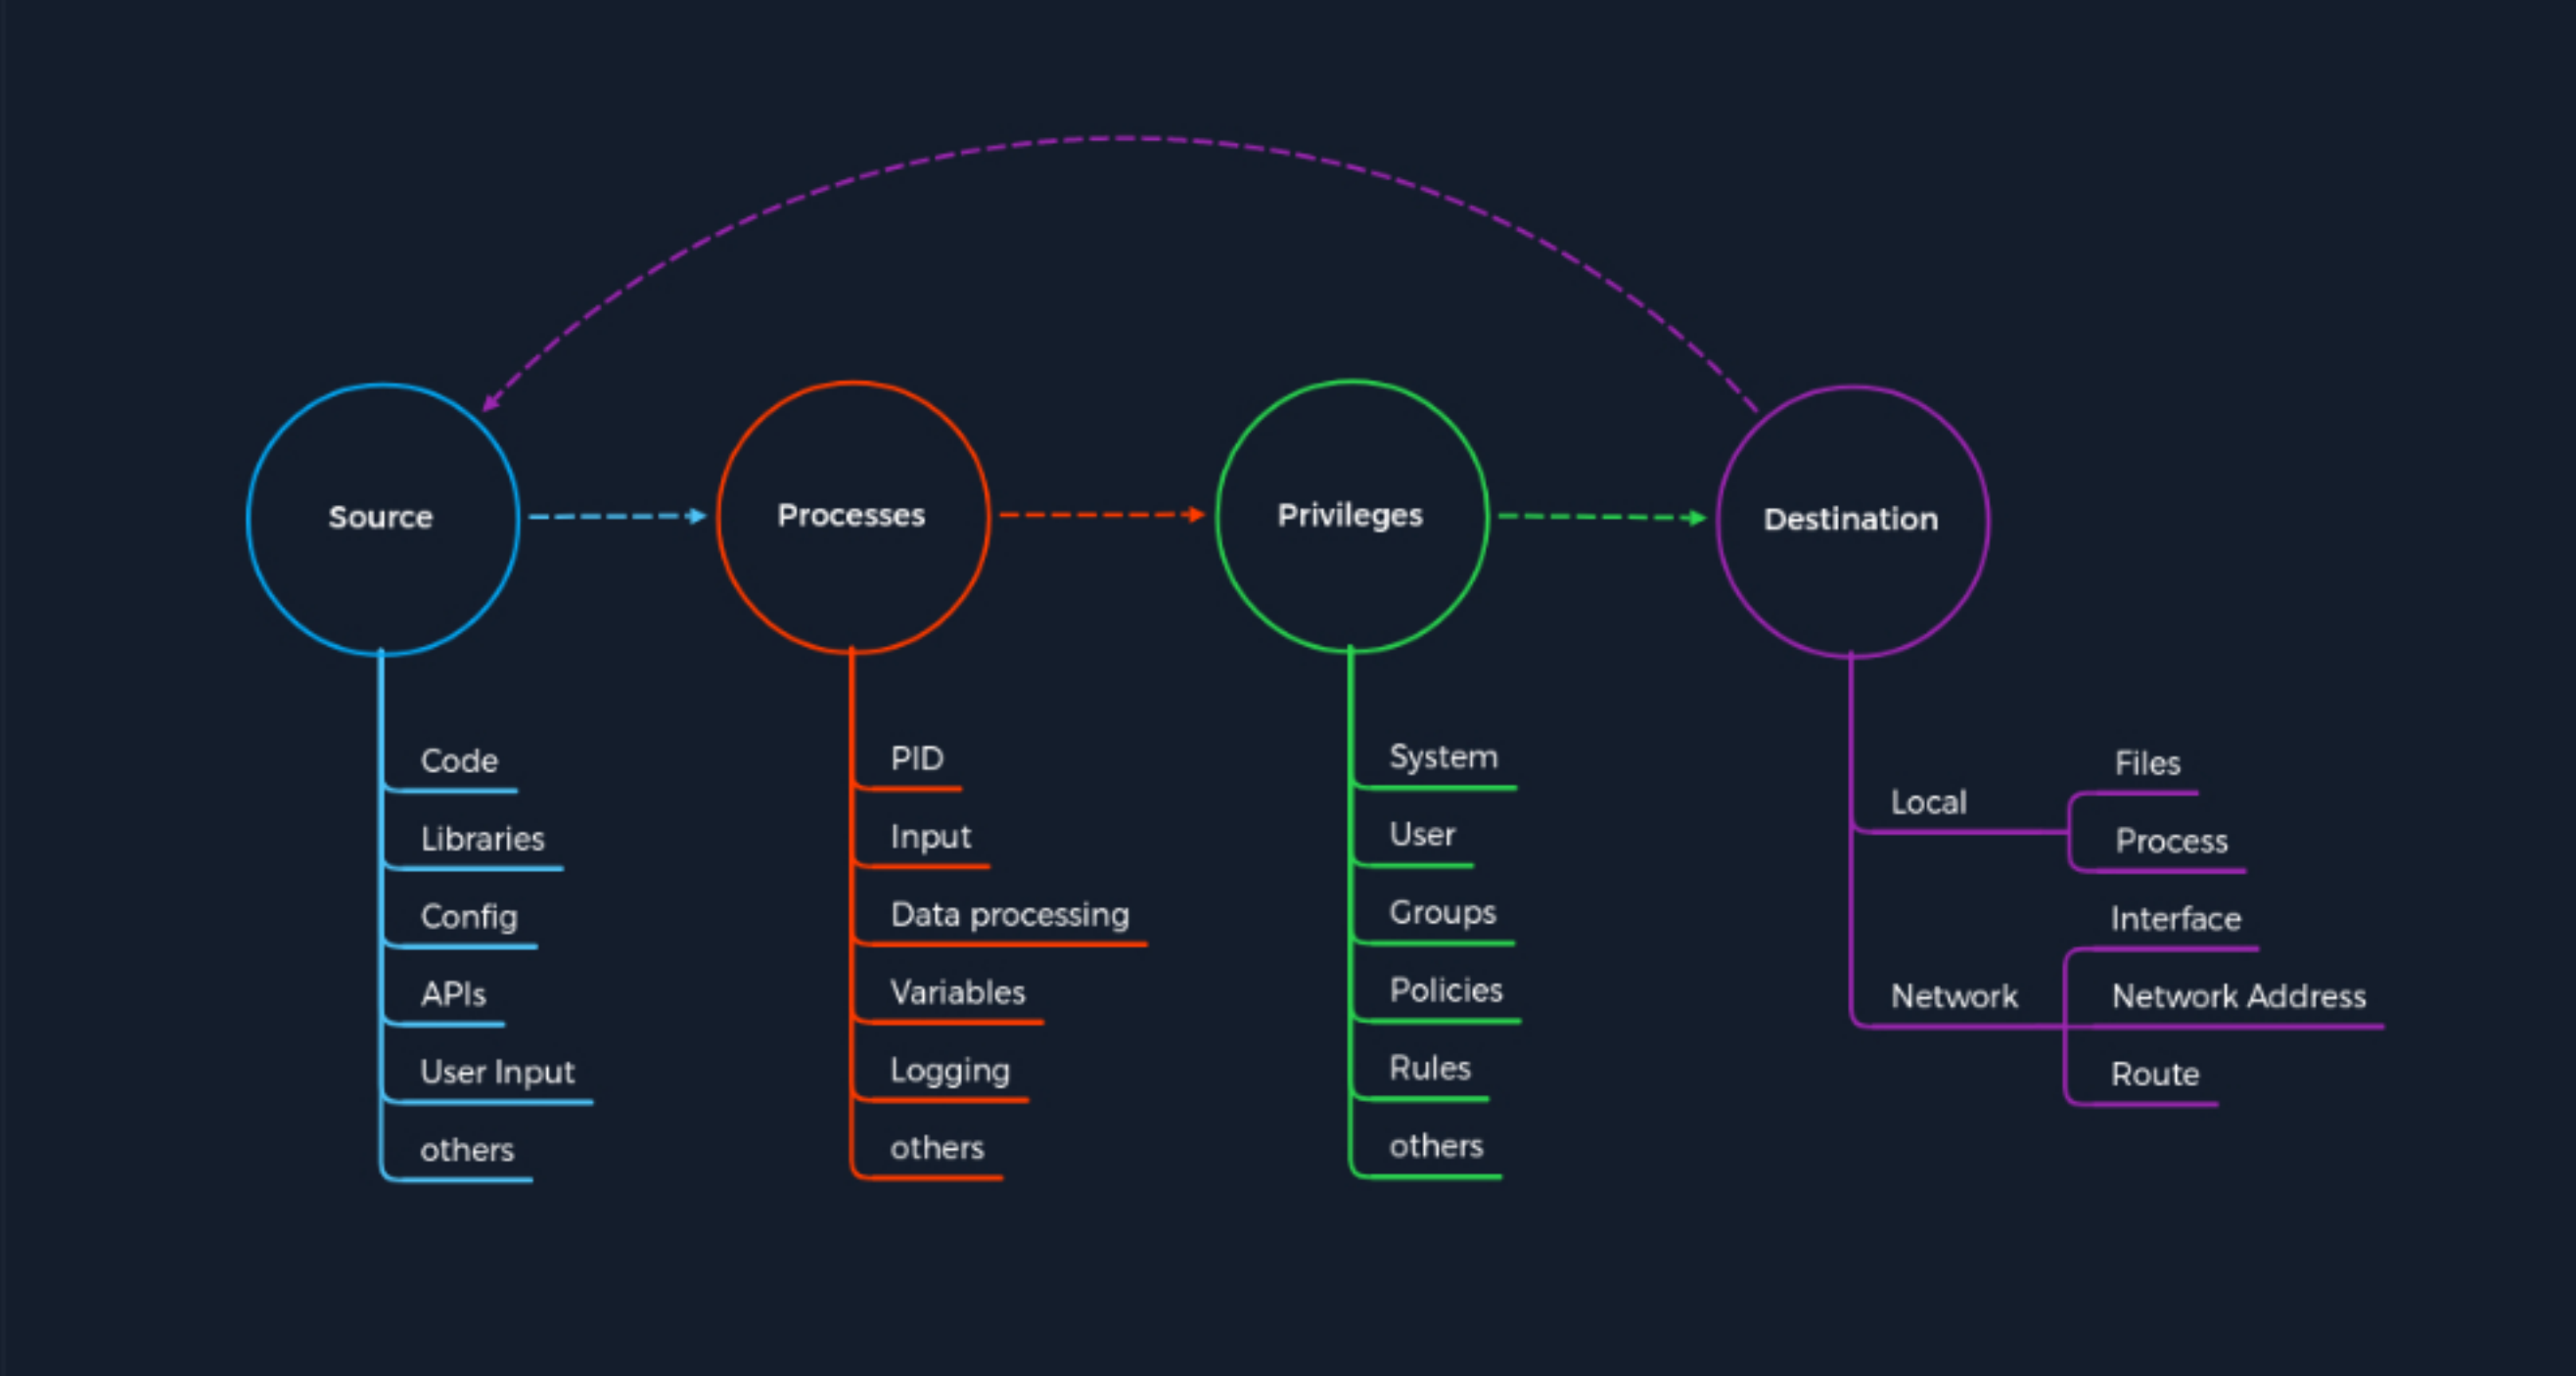 Source
Processes
Privileges
Destination
Code
Libraries
Config
APIs
User Input
others
PID
Input
Data processing
Variables
Logging
others
System
User
Groups
Policies
Rules
others
Local
Files
Process
Network
Interface
Network Address
Route